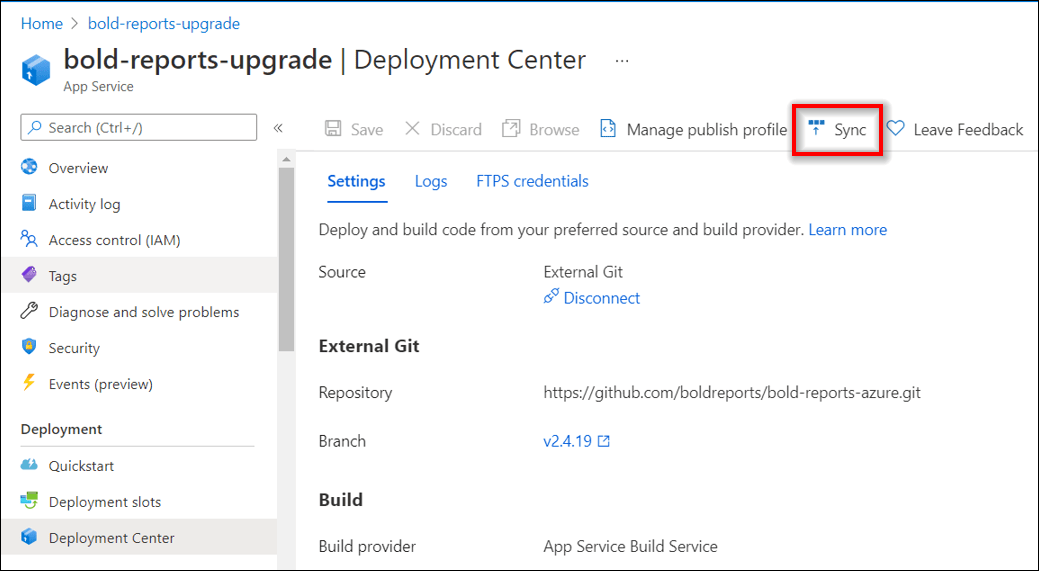 Home > bold-reports-upgrade
bold-reports-upgrade | Deployment Center ...
App Service
Search (Ctrl+/)
«
Save
Discard
Browse
Manage publish profile
Sync
Leave Feedback
Overview
Activity log
Access control (IAM)
Tags
Diagnose and solve problems
Security
Events (preview)
Deployment
Quickstart
Deployment slots
Deployment Center
Settings
Logs
FTPS credentials
Deploy and build code from your preferred source and build provider. Learn more
Source
External Git
Disconnect
External Git
Repository
https://github.com/boldreports/bold-reports-azure.git
Branch
v2.4.19
Build
Build provider
App Service Build Service